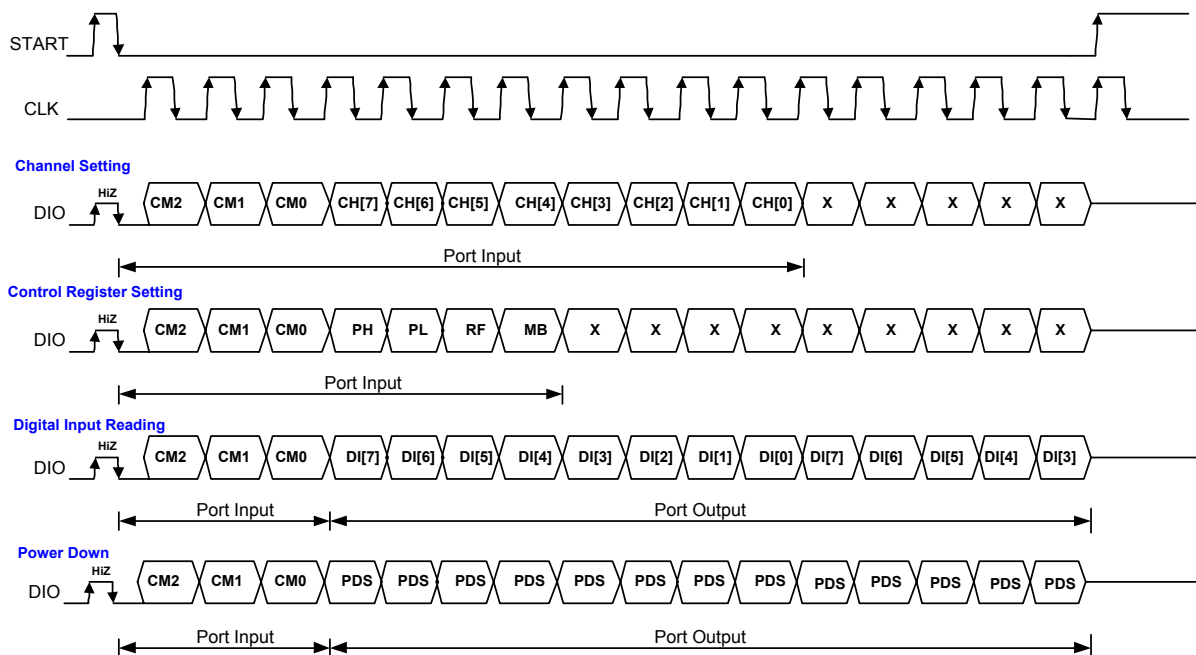 START
CLK
Channel Setting
HiZ
DIO CM2 CM1 CM0 CH[7] CH[6] CH[5] CH[4] CH[3] CH[2] CH[1] CH[0] X X X X X
Port Input
Control Register Setting
HiZ
DIO CM2 CM1 CM0 PH PL RF MB X X X X X X X X X
Port Input
Digital Input Reading
HiZ
DIO CM2 CM1 CM0 DI[7] DI[6] DI[5] DI[4] DI[3] DI[2] DI[1] DI[0] DI[7] DI[6] DI[5] DI[4] DI[3]
Port Input Port Output
Power Down
HiZ
DIO CM2 CM1 CM0 PDS PDS PDS PDS PDS PDS PDS PDS PDS PDS PDS PDS PDS
Port Input Port Output